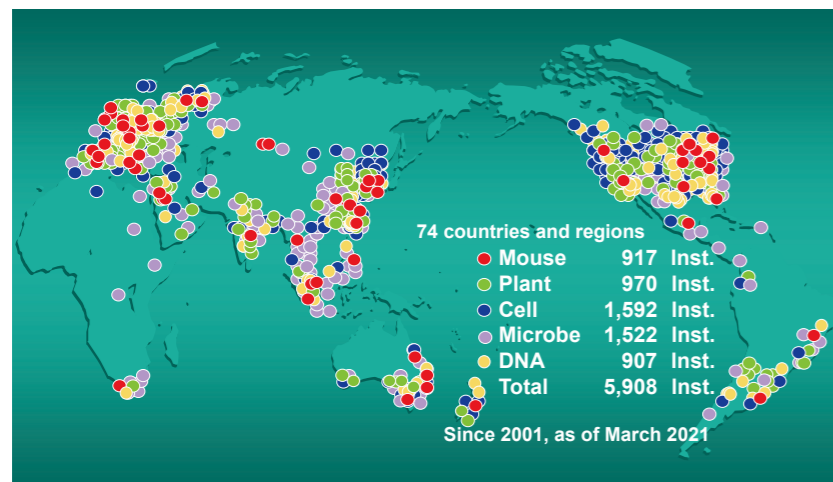 74 countries and regions
Mouse 917 Inst.
Plant 970 Inst.
Cell 1,592 Inst.
Microbe 1,522 Inst.
DNA 907 Inst.
Total 5,908 Inst.
Since 2001, as of March 2021